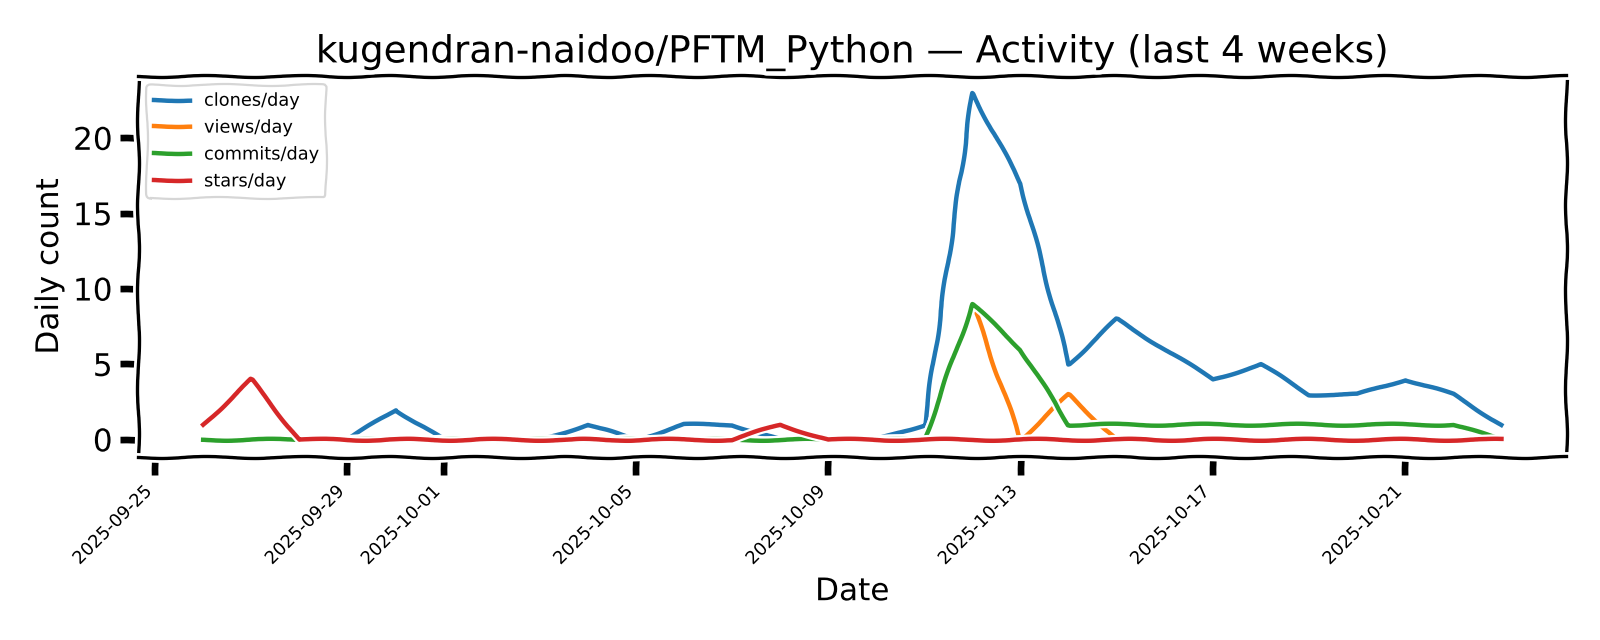 kugendran-naidoo/PFTM_Python — Activity (last 4 weeks)
clones/day
views/day
commits/day
stars/day
Daily count
20
15
10
5
0
2025-09-25
2025-09-29
2025-10-01
2025-10-05
2025-10-09
2025-10-13
2025-10-17
2025-10-21
Date